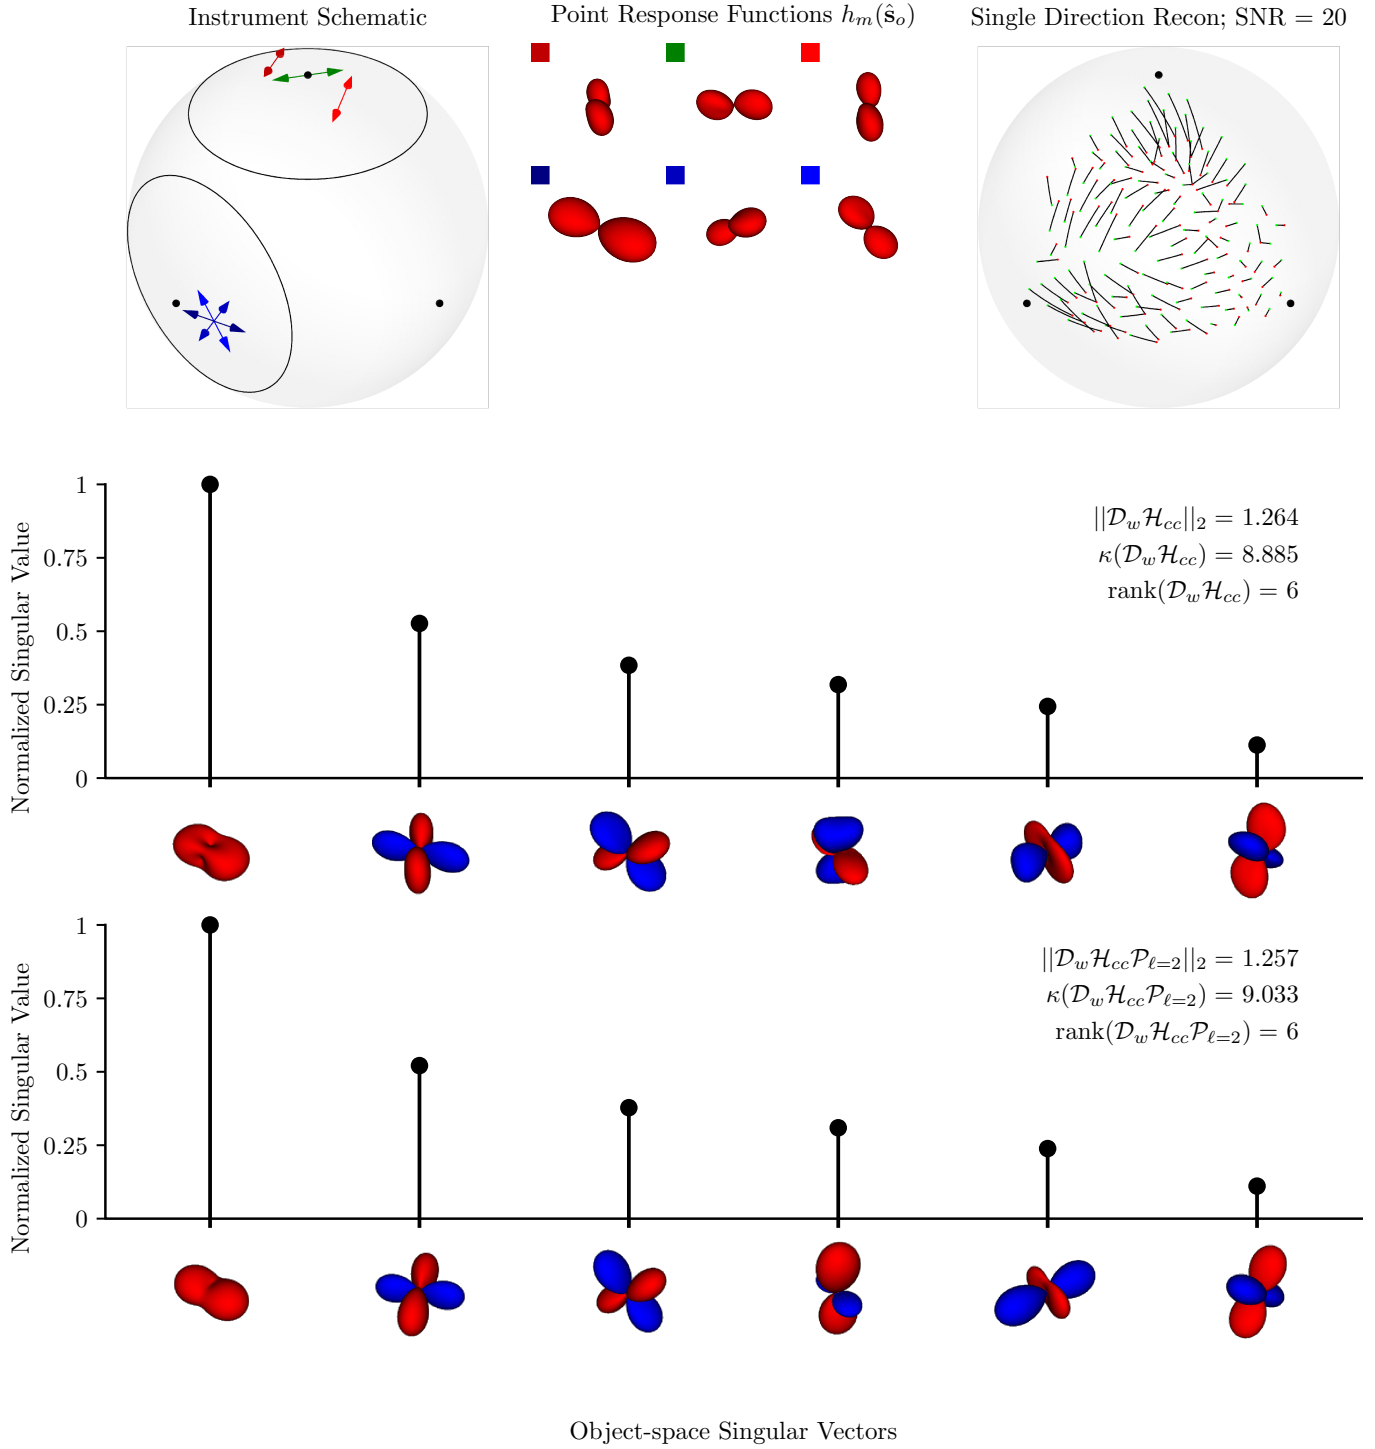 Instrument Schematic
Point Response Functions $h_m(\hat{\mathbf{s}}_o)$
Single Direction Recon; SNR = 20
Normalized Singular Value
1
0.75
0.5
0.25
0
$||\mathcal{D}_w\mathcal{H}_{cc}||_2 = 1.264$
$\kappa(\mathcal{D}_w\mathcal{H}_{cc}) = 8.885$
$\mathrm{rank}(\mathcal{D}_w\mathcal{H}_{cc}) = 6$
Normalized Singular Value
1
0.75
0.5
0.25
0
$||\mathcal{D}_w\mathcal{H}_{cc}\mathcal{P}_{\ell=2}||_2 = 1.257$
$\kappa(\mathcal{D}_w\mathcal{H}_{cc}\mathcal{P}_{\ell=2}) = 9.033$
$\mathrm{rank}(\mathcal{D}_w\mathcal{H}_{cc}\mathcal{P}_{\ell=2}) = 6$
Object-space Singular Vectors